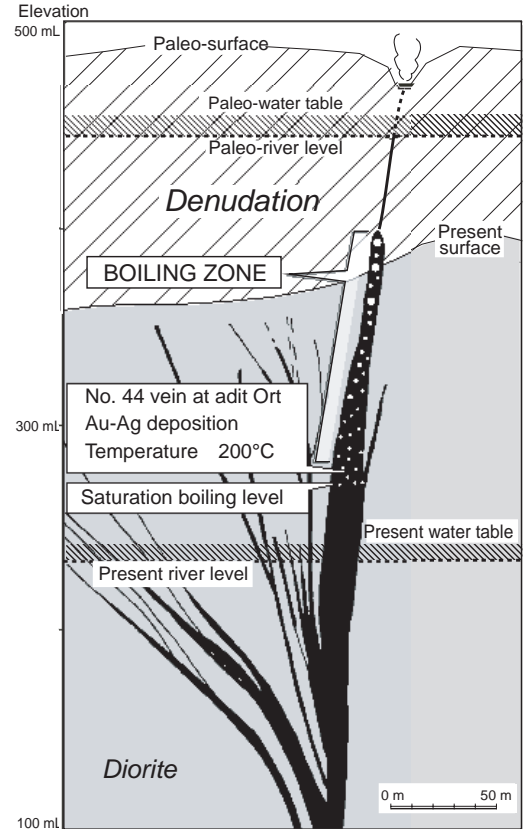 Elevation
500 mL
Paleo-surface
Paleo-water table
Paleo-river level
Denudation
Present
surface
BOILING ZONE
No. 44 vein at adit Ort
Au-Ag deposition
Temperature 200°C
300 mL
Saturation boiling level
Present water table
Present river level
Diorite
0 m 50 m
100 mL